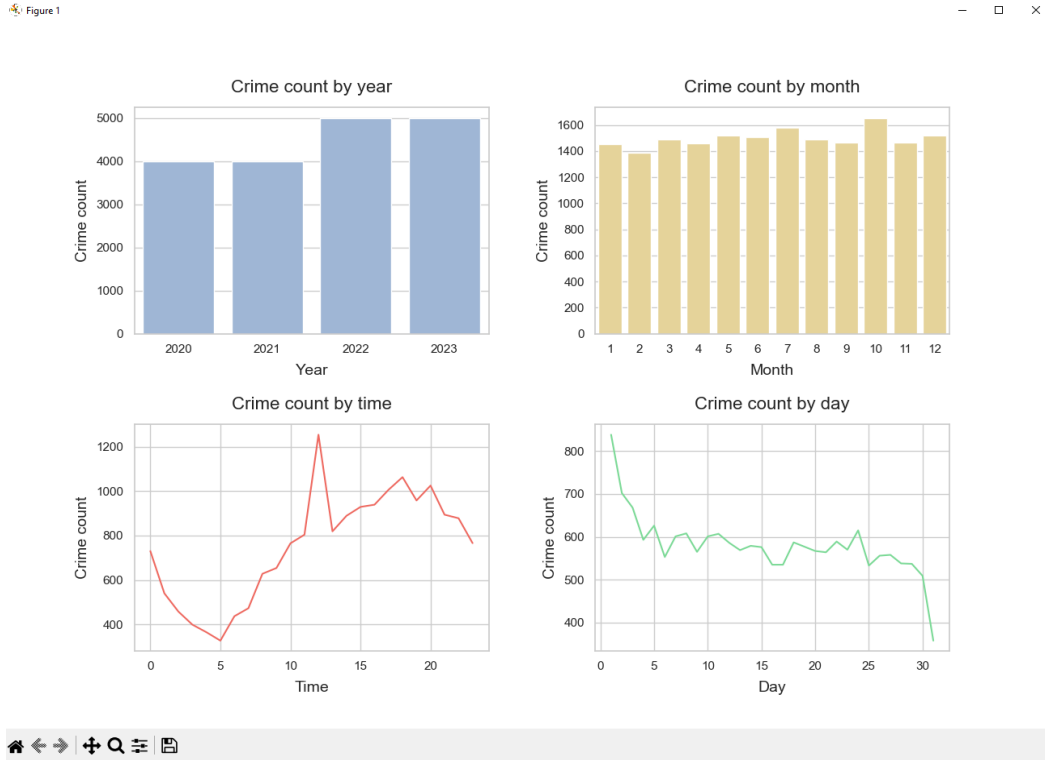 Figure 1
Crime count by year
Crime count
5000
4000
3000
2000
1000
0
2020 2021 2022 2023
Year
Crime count by month
Crime count
1600
1400
1200
1000
800
600
400
200
0
1 2 3 4 5 6 7 8 9 10 11 12
Month
Crime count by time
Crime count
1200
1000
800
600
400
0 5 10 15 20
Time
Crime count by day
Crime count
800
700
600
500
400
0 5 10 15 20 25 30
Day